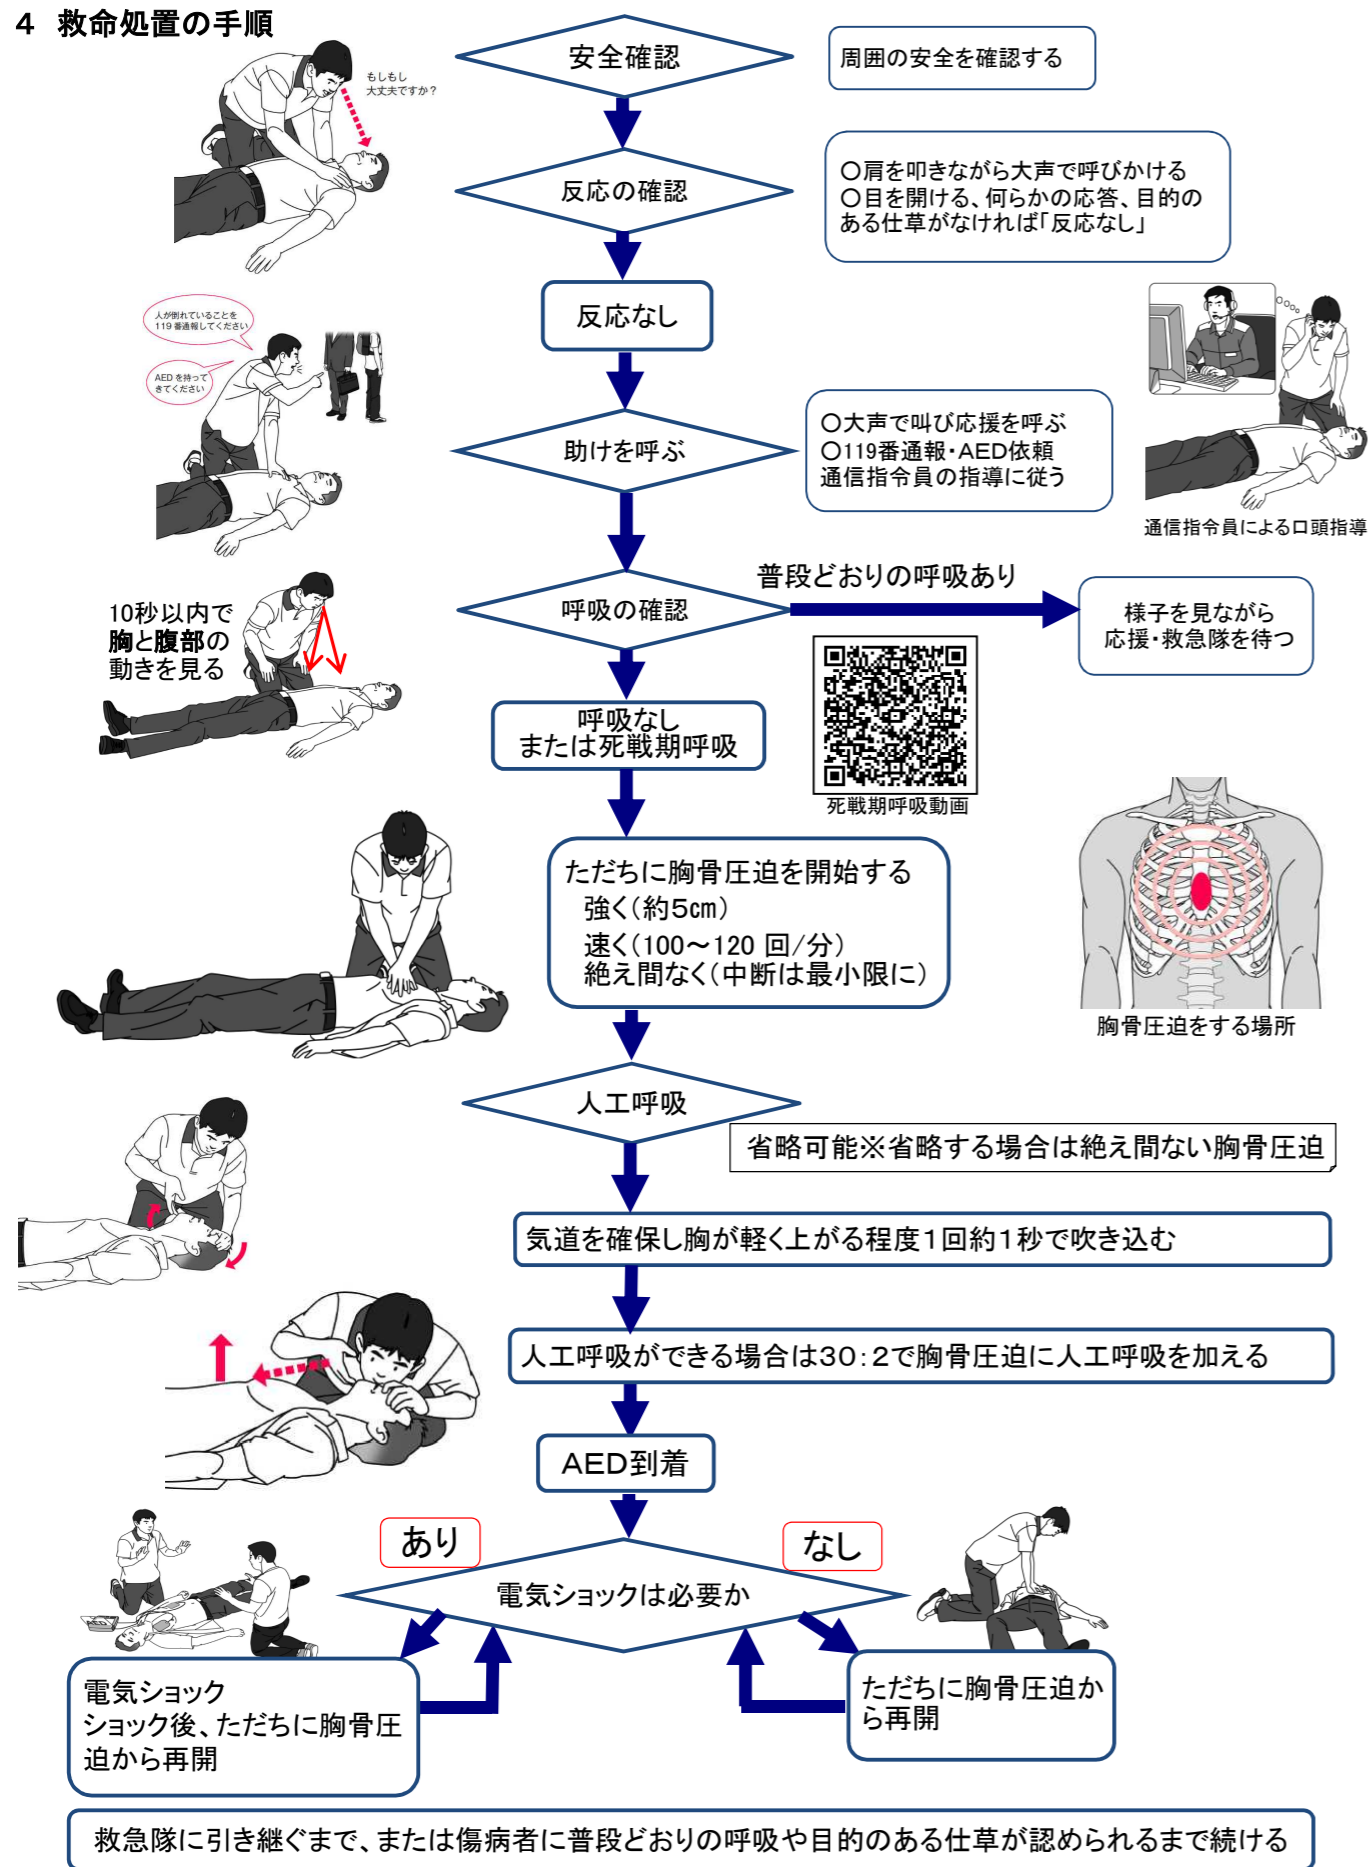 4 救命処置の手順
安全確認
周囲の安全を確認する
もしもし
大丈夫ですか？
反応の確認
○肩を叩きながら大声で呼びかける
○目を開ける、何らかの応答、目的の
ある仕草がなければ「反応なし」
反応なし
人が倒れていることを
119番通報してください
AEDを持って
きてください
助けを呼ぶ
○大声で叫び応援を呼ぶ
○119番通報・AED依頼
通信指令員の指導に従う
通信指令員による口頭指導
呼吸の確認
普段どおりの呼吸あり
様子を見ながら
応援・救急隊を待つ
10秒以内で
胸と腹部の
動きを見る
呼吸なし
または死戦期呼吸
死戦期呼吸動画
ただちに胸骨圧迫を開始する
強く（約5㎝）
速く（100～120 回/分）
絶え間なく（中断は最小限に）
胸骨圧迫をする場所
人工呼吸
省略可能※省略する場合は絶え間ない胸骨圧迫
気道を確保し胸が軽く上がる程度１回約１秒で吹き込む
人工呼吸ができる場合は３０：２で胸骨圧迫に人工呼吸を加える
ＡＥＤ到着
あり
なし
電気ショックは必要か
電気ショック
ショック後、ただちに胸骨圧
迫から再開
ただちに胸骨圧迫か
ら再開
救急隊に引き継ぐまで、または傷病者に普段どおりの呼吸や目的のある仕草が認められるまで続ける